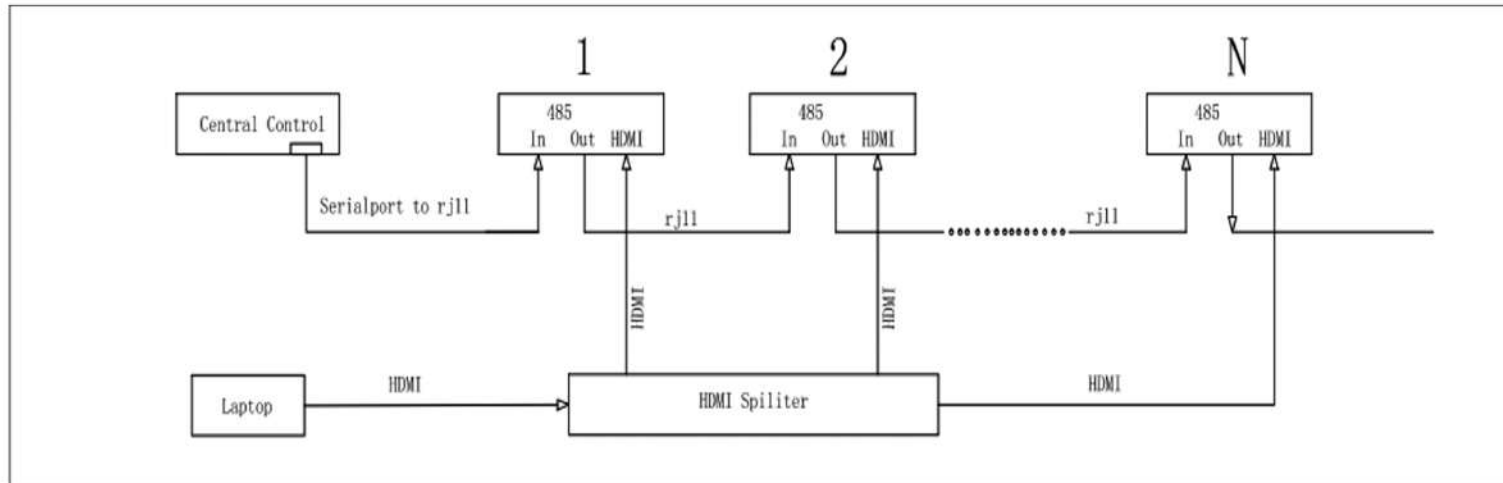 1
2
N
Central Control
485
In Out HDMI
485
In Out HDMI
485
In Out HDMI
Serialport to rj11
rj11
rj11
HDMI
HDMI
Laptop
HDMI
HDMI Spiliter
HDMI